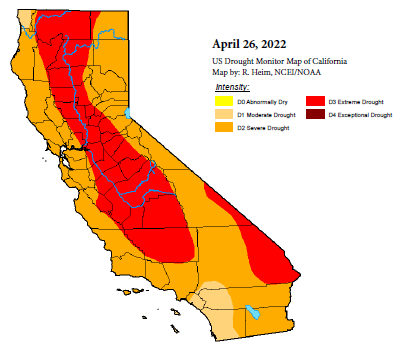 April 26, 2022
US Drought Monitor Map of California
Map by: R. Heim, NCEI/NOAA
Intensity:
D0 Abnormally Dry
D1 Moderate Drought
D2 Severe Drought
D3 Extreme Drought
D4 Exceptional Drought